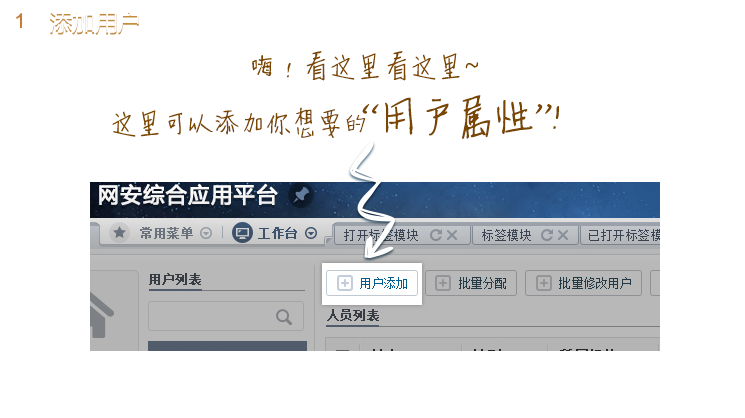 1 添加用户
嗨！看这里看这里~
这里可以添加你想要的“用户属性”！
网安综合应用平台
常用菜单 工作台 打开标签模块 标签模块 已打开标签模
用户列表 用户添加 批量分配 批量修改用户
人员列表